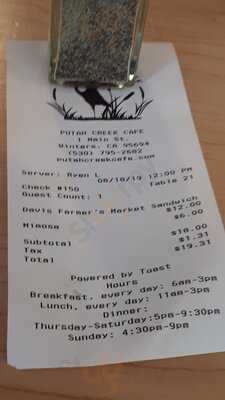 PUTAH CREEK CAFE
1 Main St.
Winters, CA 95694
(530) 795-2682
putahcreekcafe.com
Server: Ryen L
08/10/19 12:00 PM
Check #150
Table 21
Guest Count: 1
Davis Farmer's Market Sandwich
$12.00
Mimosa
$6.00
Subtotal
$18.00
Tax
$1.31
Total
$19.31
Powered by Toast
Hours
Breakfast, every day: 6am-3pm
Lunch, every day: 11am-3pm
Dinner:
Thursday-Saturday:5pm-9:30pm
Sunday: 4:30pm-9pm